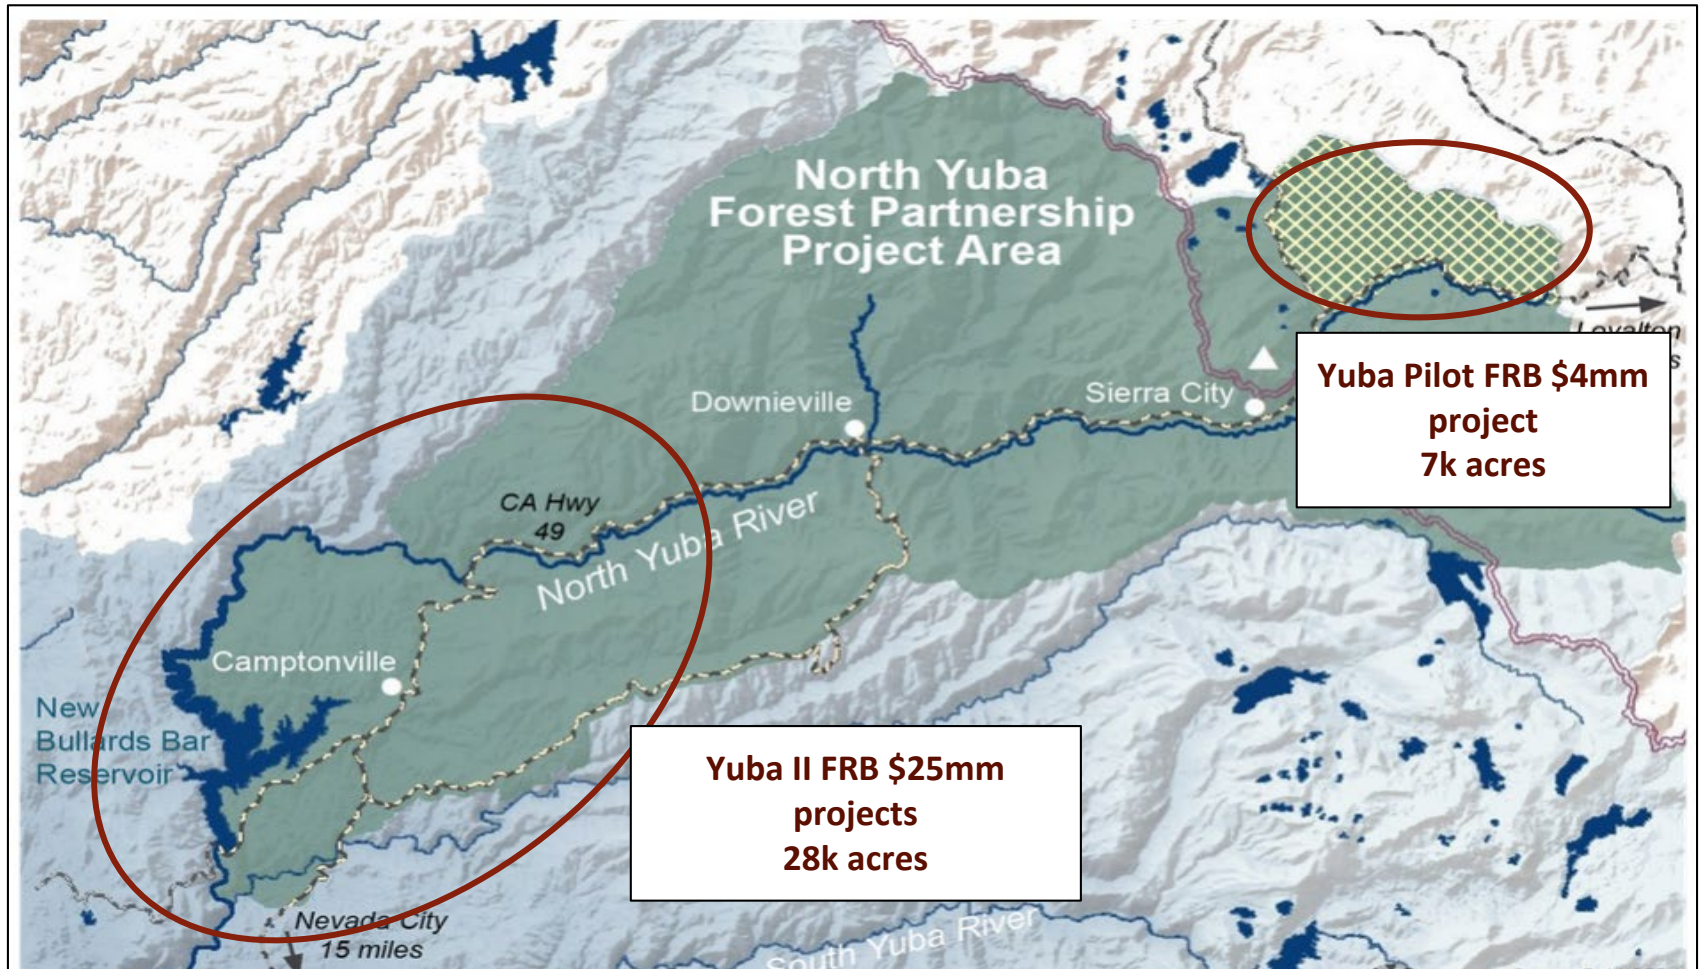 North Yuba
Forest Partnership
Project Area
Loyalton
Yuba Pilot FRB $4mm
project
7k acres
Sierra City
Downieville
CA Hwy
49
North Yuba River
Camptonville
New
Bullards Bar
Reservoir
Yuba II FRB $25mm
projects
28k acres
Nevada City
15 miles
South Yuba River